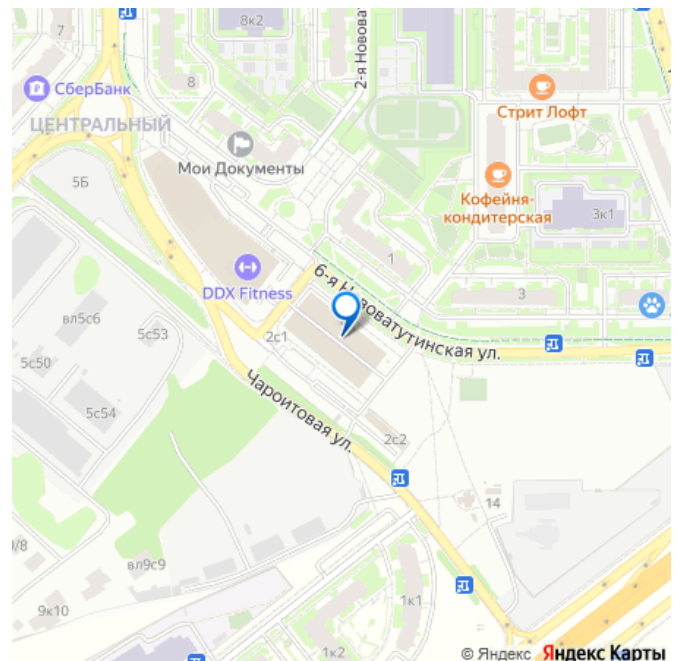 7
8к2
СберБанк
2-я Новова
8
Стрит Лофт
ЦЕНТРАЛЬНЫЙ
Мои Документы
5Б
Кофейня-
кондитерская
3к1
1
6-я Нововатутинская ул.
DDX Fitness
3
вл5с6
5с53
2с1
5с50
5с54
Чароитовая ул.
2с2
14
9/8
вл9с9
9к10
1к1
1к2
© Яндекс Яндекс Карты